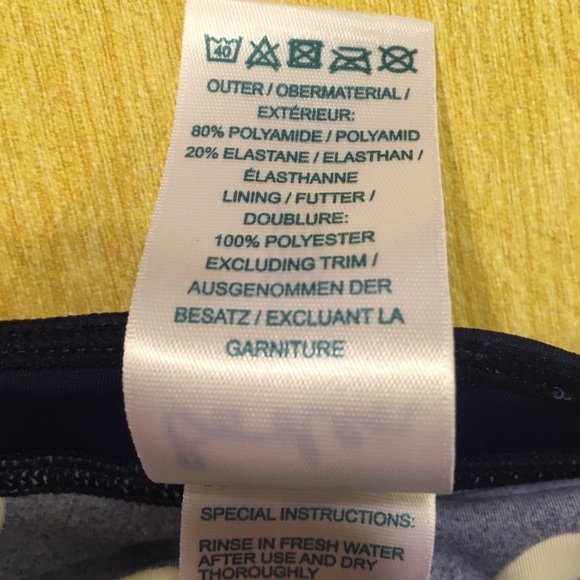 40
OUTER / OBERMATERIAL /
EXTÉRIEUR:
80% POLYAMIDE / POLYAMID
20% ELASTANE / ELASTHAN /
ÉLASTHANNE
LINING / FUTTER /
DOUBLURE:
100% POLYESTER
EXCLUDING TRIM /
AUSGENOMMEN DER
BESATZ / EXCLUANT LA
GARNITURE
SPECIAL INSTRUCTIONS:
RINSE IN FRESH WATER
AFTER USE AND DRY
THOROUGHLY